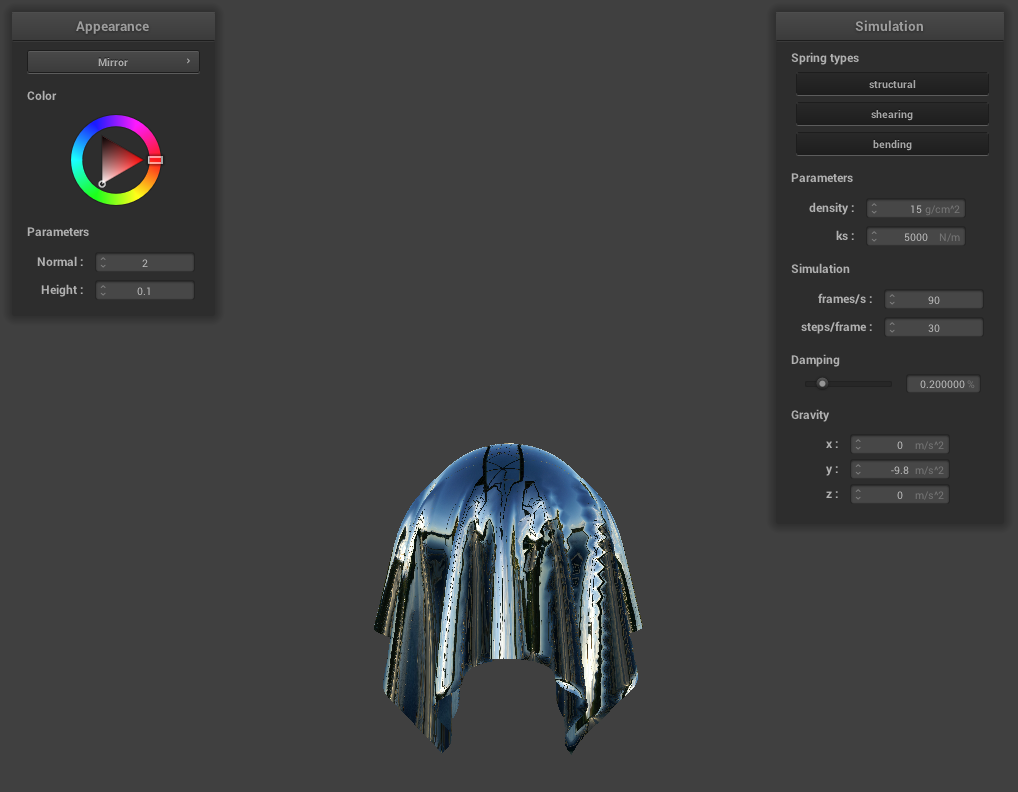 Appearance
Mirror ›
Color
Parameters
Normal : 2
Height : 0.1
Simulation
Spring types
structural
shearing
bending
Parameters
density : 15 g/cm^2
ks : 5000 N/m
Simulation
frames/s : 90
steps/frame : 30
Damping
0.200000 %
Gravity
x : 0 m/s^2
y : -9.8 m/s^2
z : 0 m/s^2